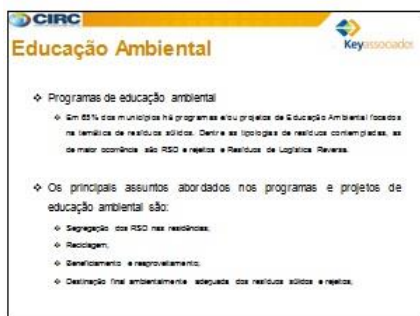 CIRC
Educação Ambiental
Keyassociados
❖ Programas de educação ambiental
❖ Em 65% dos municípios há programas e/ou projetos de Educação Ambiental focados
na temática de resíduos sólidos. Dentre as tipologias de resíduos contempladas, as
de maior ocorrência são RSD e rejeitos e Resíduos de Logística Reversa.
❖ Os principais assuntos abordados nos programas e projetos de
educação ambiental são:
❖ Segregação dos RSD nas residências;
❖ Reciclagem;
❖ Beneficiamento e reaproveitamento;
❖ Destinação final ambientalmente adequada dos resíduos sólidos e rejeitos;